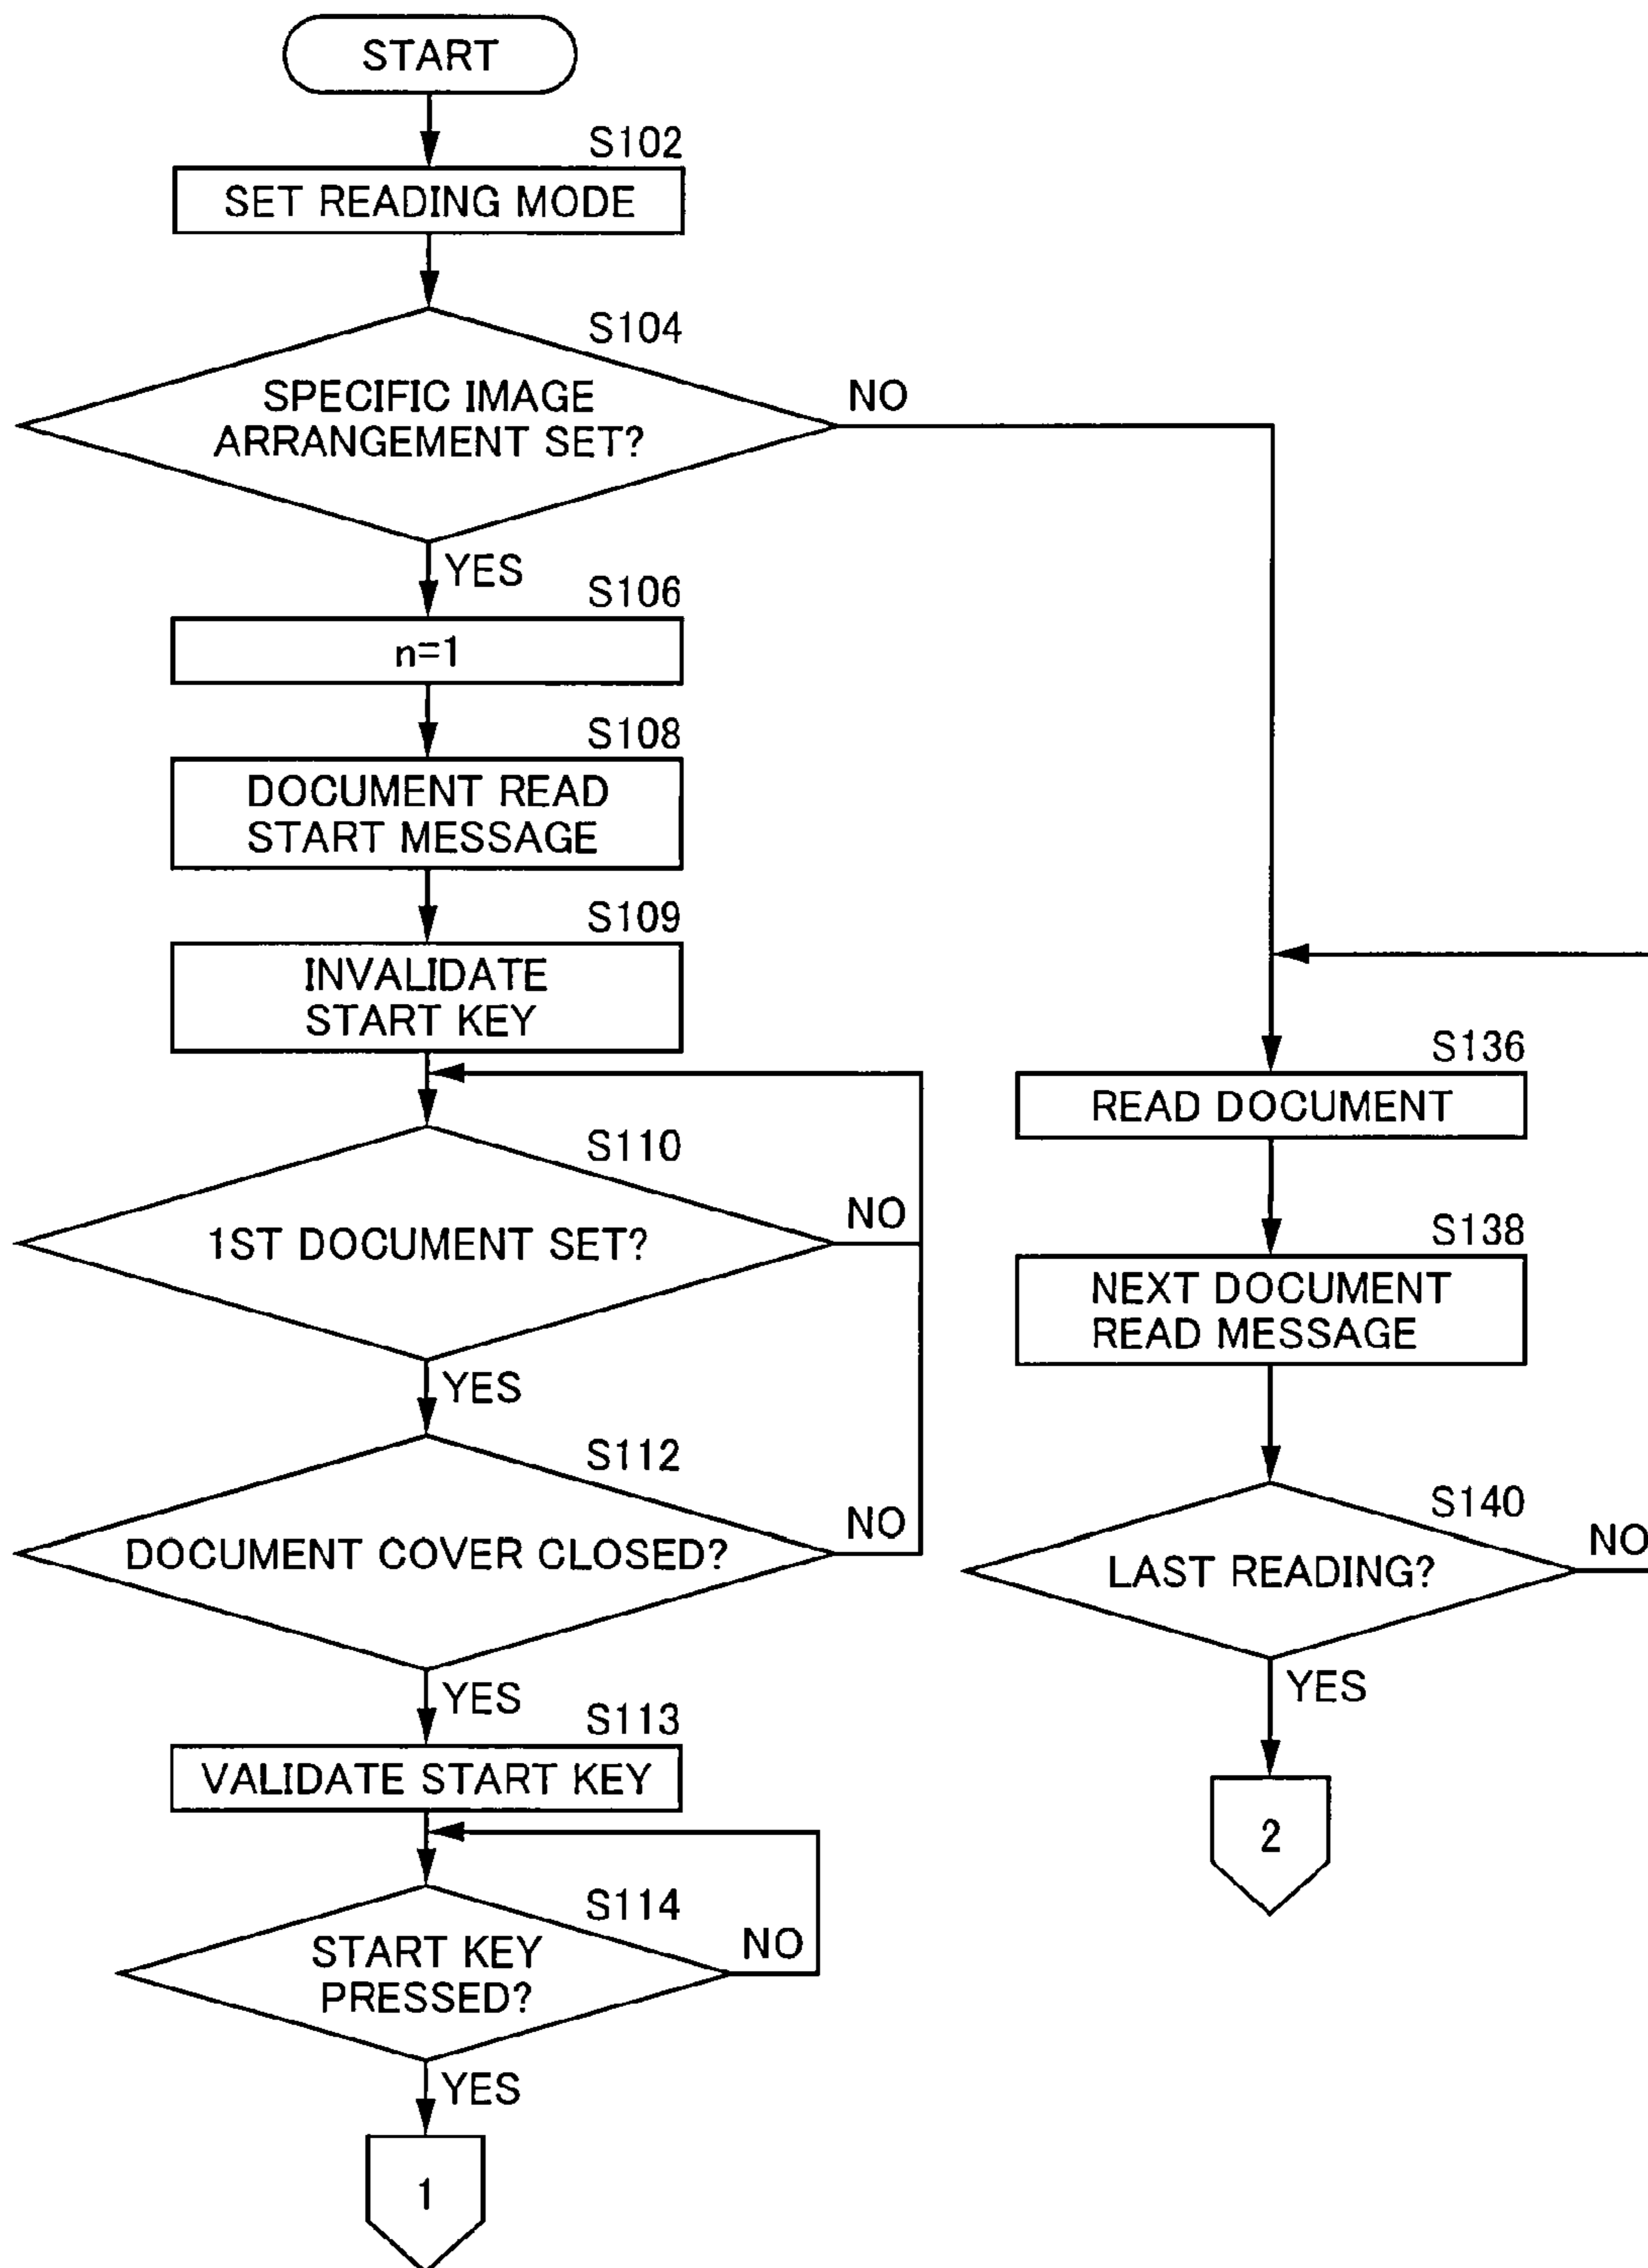 START
S102
SET READING MODE
S104
SPECIFIC IMAGE
ARRANGEMENT SET?
NO
YES
S106
n=1
S108
DOCUMENT READ
START MESSAGE
S109
INVALIDATE
START KEY
S110
1ST DOCUMENT SET?
NO
YES
S112
DOCUMENT COVER CLOSED?
NO
YES
S113
VALIDATE START KEY
S114
START KEY
PRESSED?
NO
YES
1
S136
READ DOCUMENT
S138
NEXT DOCUMENT
READ MESSAGE
S140
LAST READING?
NO
YES
2